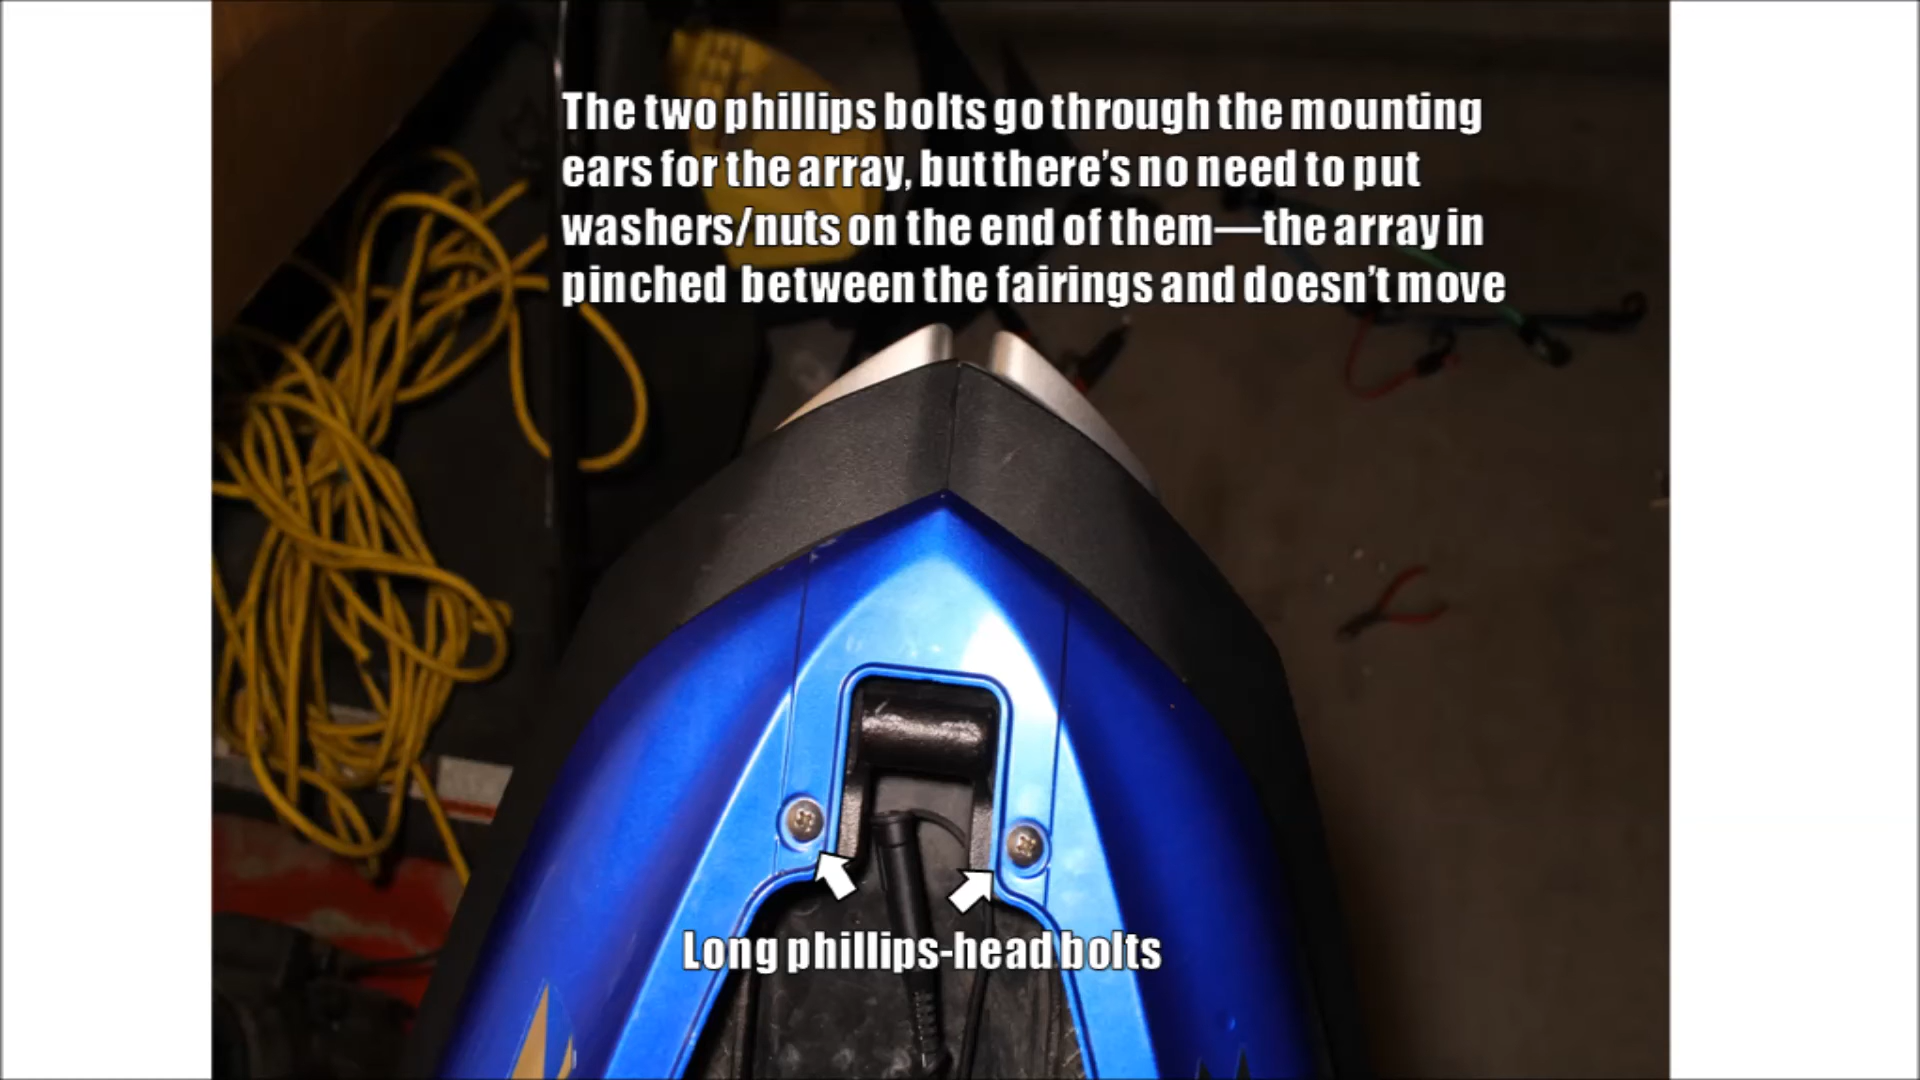 The two phillips bolts go through the mounting
ears for the array, but there's no need to put
washers/nuts on the end of them—the array in
pinched between the fairings and doesn't move
Long phillips-head bolts